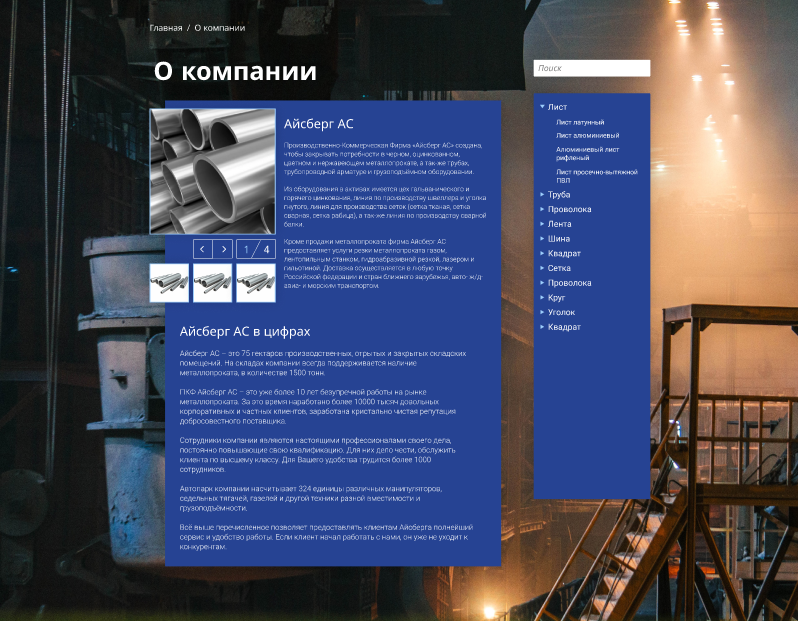 Главная / О компании
О компании
Айсберг АС
Производственно-Коммерческая Фирма «Айсберг АС» создана,
чтобы закрывать потребности в черном, оцинкованном,
цветном и нержавеющем металлопрокате, а так-же трубах,
трубопроводной арматуре и грузоподъёмном оборудовании.
Из оборудования в активах имеется цех гальванического и
горячего цинкования, линия по производству швеллера и уголка
гнутого, линия для производства сеток (сетка тканая, сетка
сварная, сетка рабица), а так-же линия по производству сварной
балки.
Кроме продажи металлопроката фирма Айсберг АС
предоставляет услуги резки металлопроката газом,
лентопильным станком, гидроабразивной резкой, лазером и
гильотиной. Доставка осуществляется в любую точку
Российской федерации и стран ближнего зарубежья, авто- ж/д-
авиа- и морским транспортом.
1/4
Айсберг АС в цифрах
Айсберг АС – это 75 гектаров производственных, отрытых и закрытых складских
помещений. На складах компании всегда поддерживается наличие
металлопроката, в количестве 1500 тонн.
ПКФ Айсберг АС – это уже более 10 лет безупречной работы на рынке
металлопроката. За это время наработано более 10000 тысяч довольных
корпоративных и частных клиентов, заработана кристально чистая репутация
добросовестного поставщика.
Сотрудники компании являются настоящими профессионалами своего дела,
постоянно повышающие свою квалификацию. Для них дело чести, обслужить
клиента по высшему классу. Для Вашего удобства трудится более 1000
сотрудников.
Автопарк компании насчитывает 324 единицы различных манипуляторов,
седельных тягачей, газелей и другой техники разной вместимости и
грузоподъёмности.
Всё выше перечисленное позволяет предоставлять клиентам Айсберга полнейший
сервис и удобство работы. Если клиент начал работать с нами, он уже не уходит к
конкурентам.
Поиск
Лист
Лист латунный
Лист алюминиевый
Алюминиевый лист
рифленый
Лист просечно-вытяжной
ПВЛ
Труба
Проволока
Лента
Шина
Квадрат
Сетка
Проволока
Круг
Уголок
Квадрат